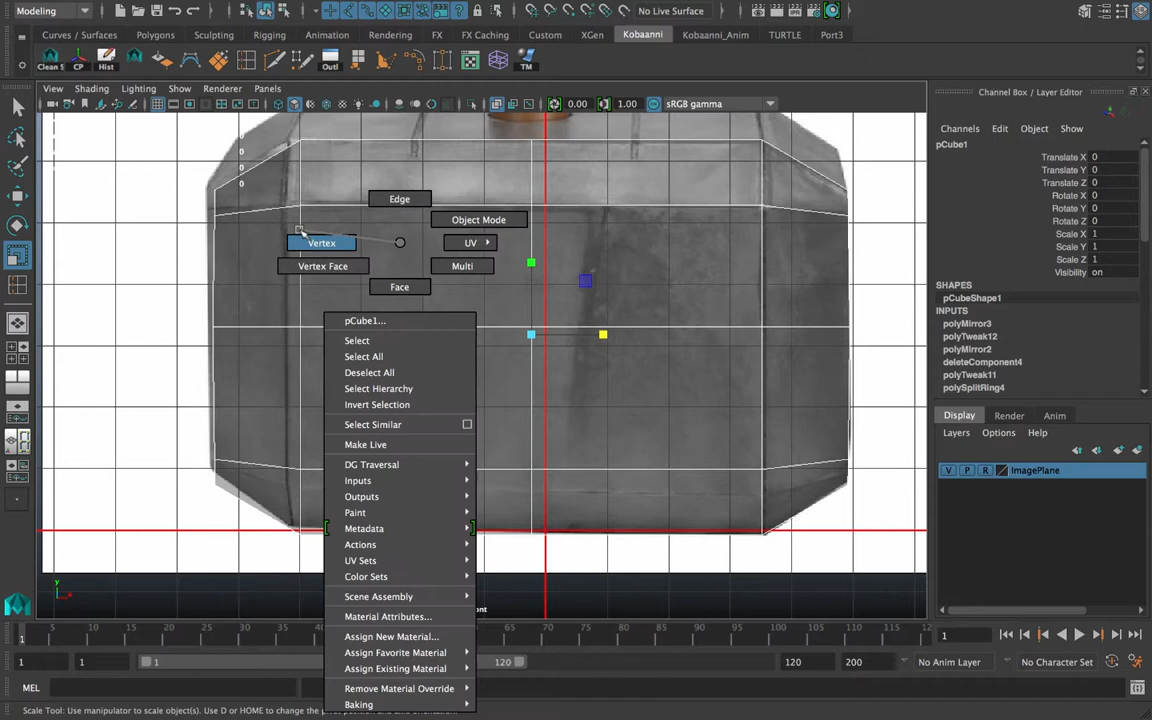 Modeling
No Live Surface
Curves / Surfaces Polygons Sculpting Rigging Animation Rendering FX FX Caching Custom XGen Kobaanni Kobaanni_Anim TURTLE Port3
Clean S CP Hist Outl TM
View Shading Lighting Show Renderer Panels
0.00 1.00 sRGB gamma
0
0
0
0
Edge
Object Mode
Vertex
UV
Vertex Face
Multi
Face
pCube1...
Select
Select All
Deselect All
Select Hierarchy
Invert Selection
Select Similar
Make Live
DG Traversal
Inputs
Outputs
Paint
Metadata
Actions
UV Sets
Color Sets
Scene Assembly
Material Attributes...
Assign New Material...
Assign Favorite Material
Assign Existing Material
Remove Material Override
Baking
y
Channel Box / Layer Editor
Channels Edit Object Show
pCube1
Translate X 0
Translate Y 0
Translate Z 0
Rotate X 0
Rotate Y 0
Rotate Z 0
Scale X 1
Scale Y 1
Scale Z 1
Visibility on
SHAPES
pCubeShape1
INPUTS
polyMirror3
polyTweak12
polyMirror2
deleteComponent4
polyTweak11
polySplitRing4
Display Render Anim
Layers Options Help
V P R ImagePlane
5 10 15 20 25 30 35 65 70 75 80 85 90 95 100 105 110 115 12
1
1
1 1 1 120 120 200 No Anim Layer No Character Set
MEL
Scale Tool: Use manipulator to scale object(s). Use D or HOME to change the